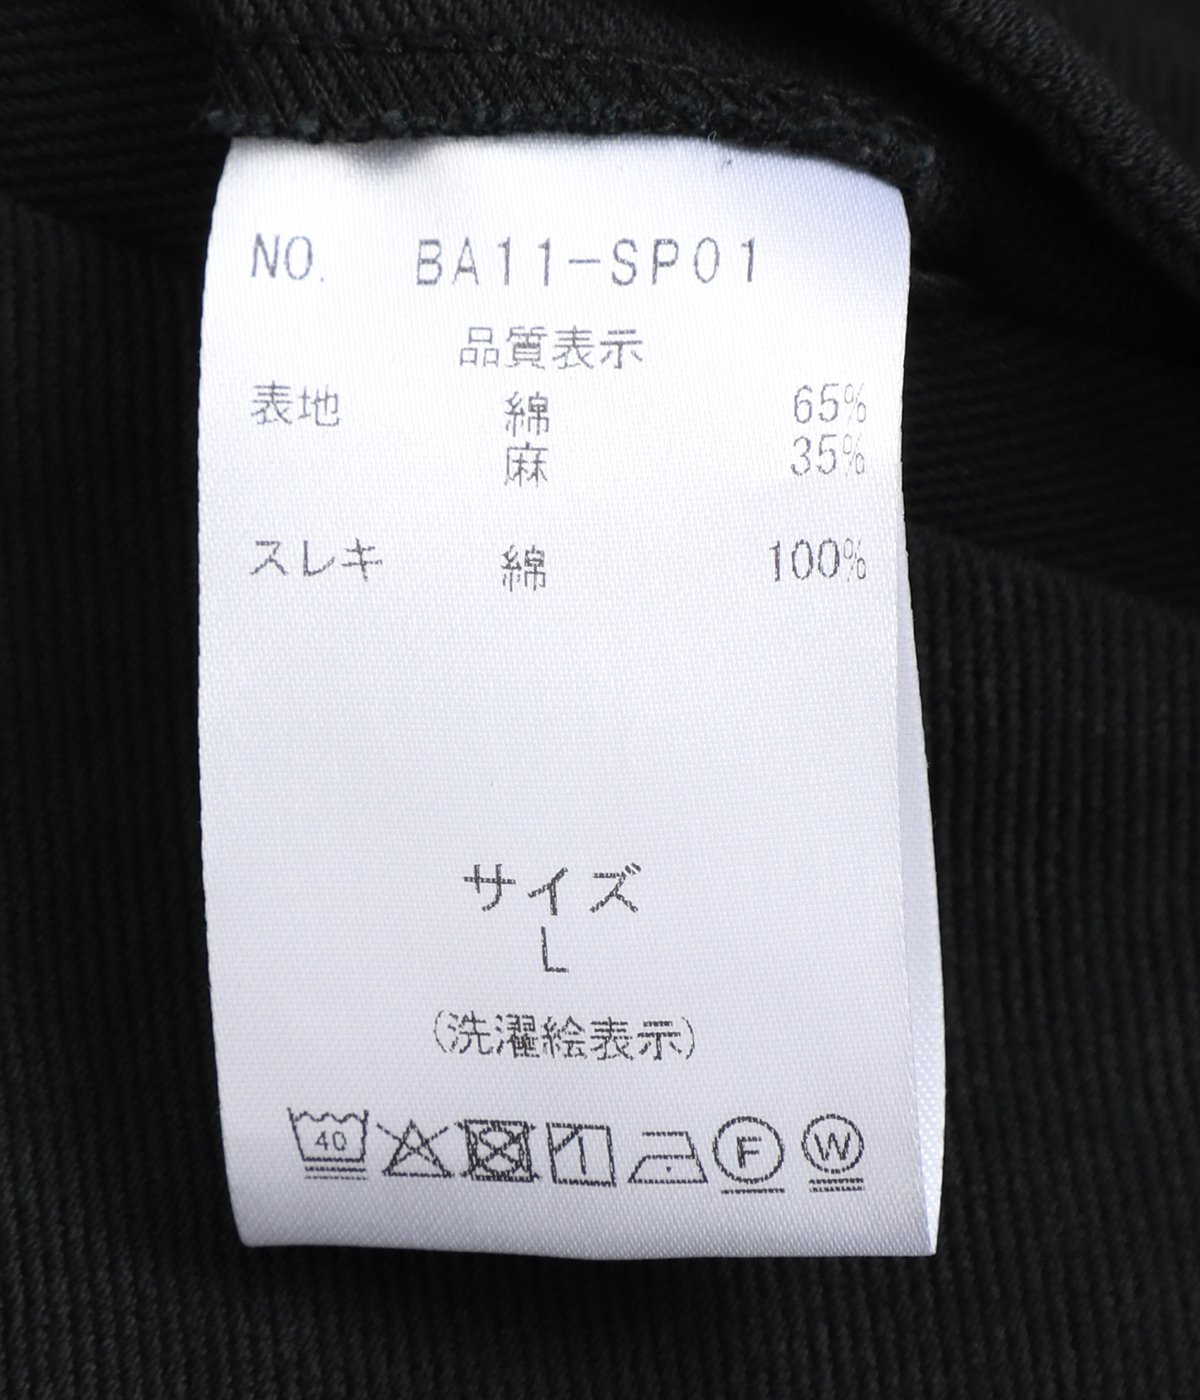 NO. BA11-SP01
品質表示
表地 綿 65%
麻 35%
スレキ 綿 100%
サイズ
L
(洗濯絵表示)
40 F W